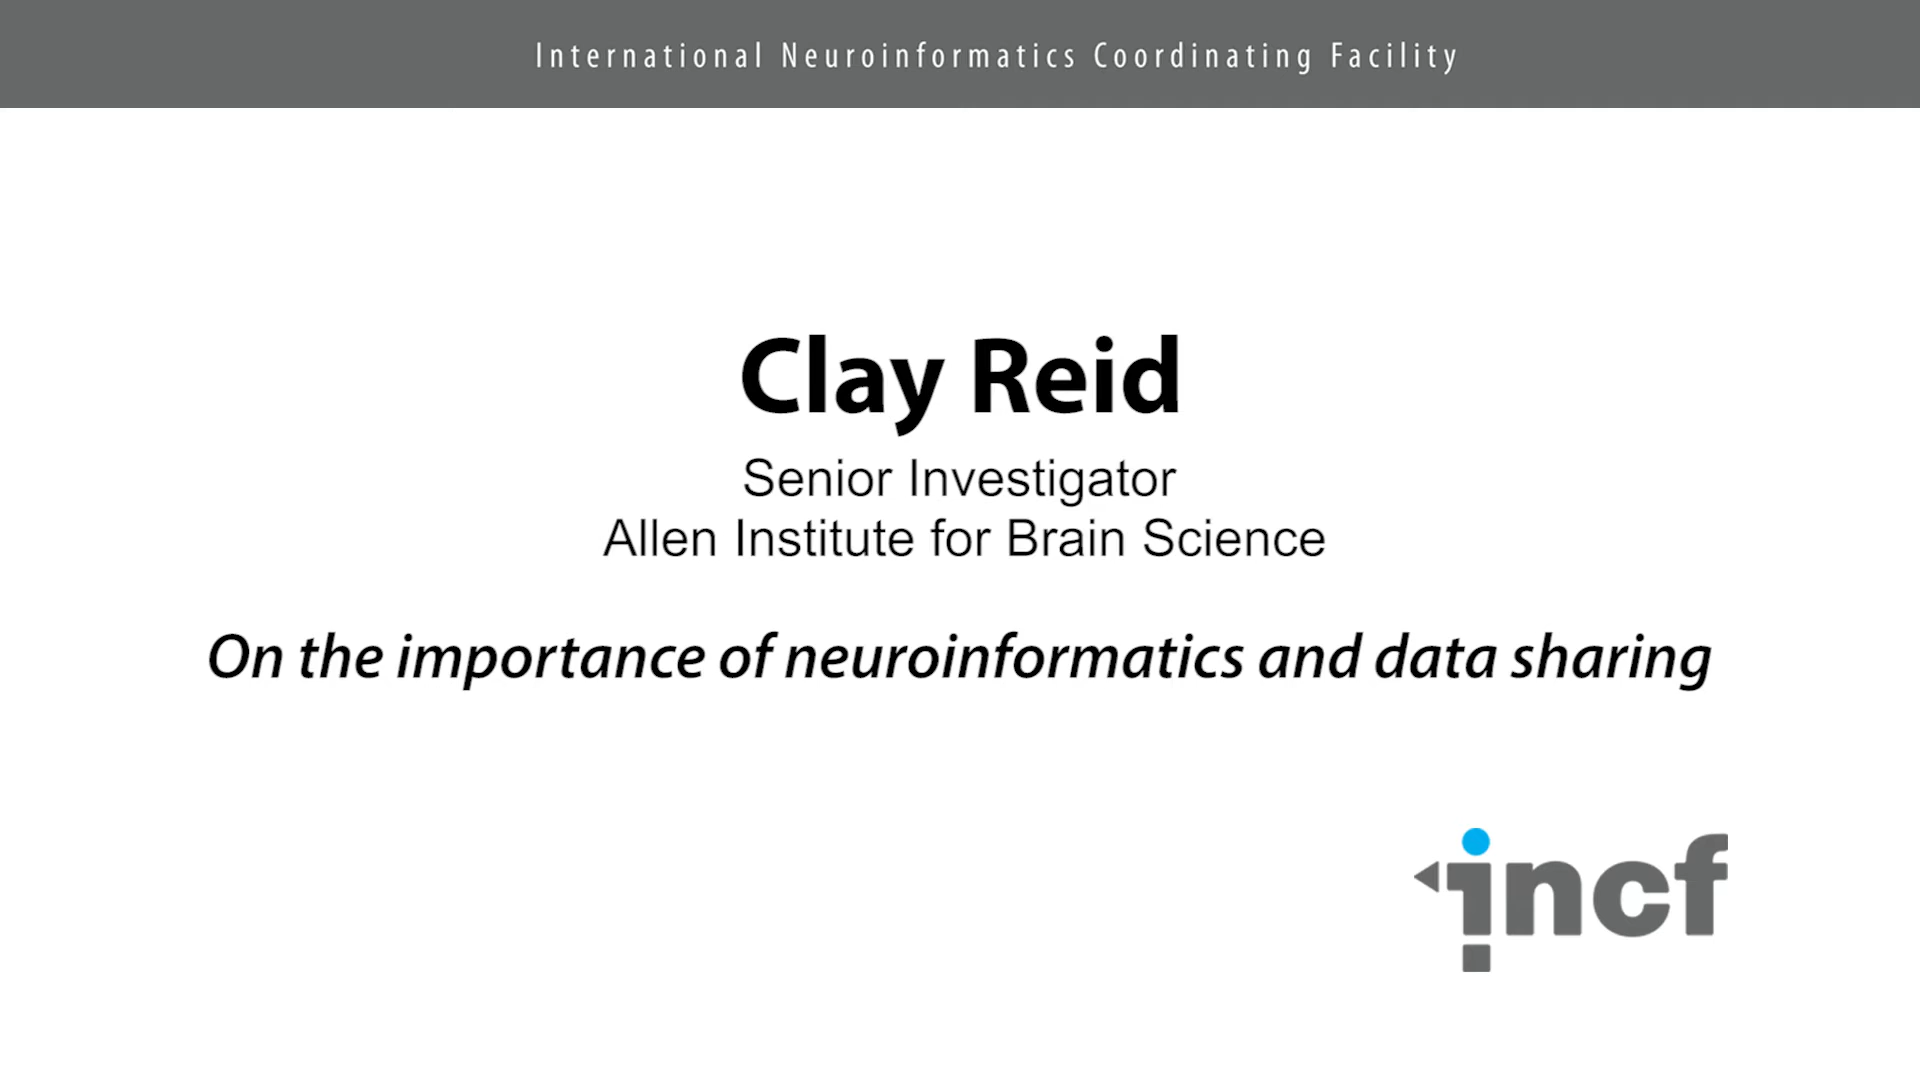 International Neuroinformatics Coordinating Facility
Clay Reid
Senior Investigator
Allen Institute for Brain Science
On the importance of neuroinformatics and data sharing
incf